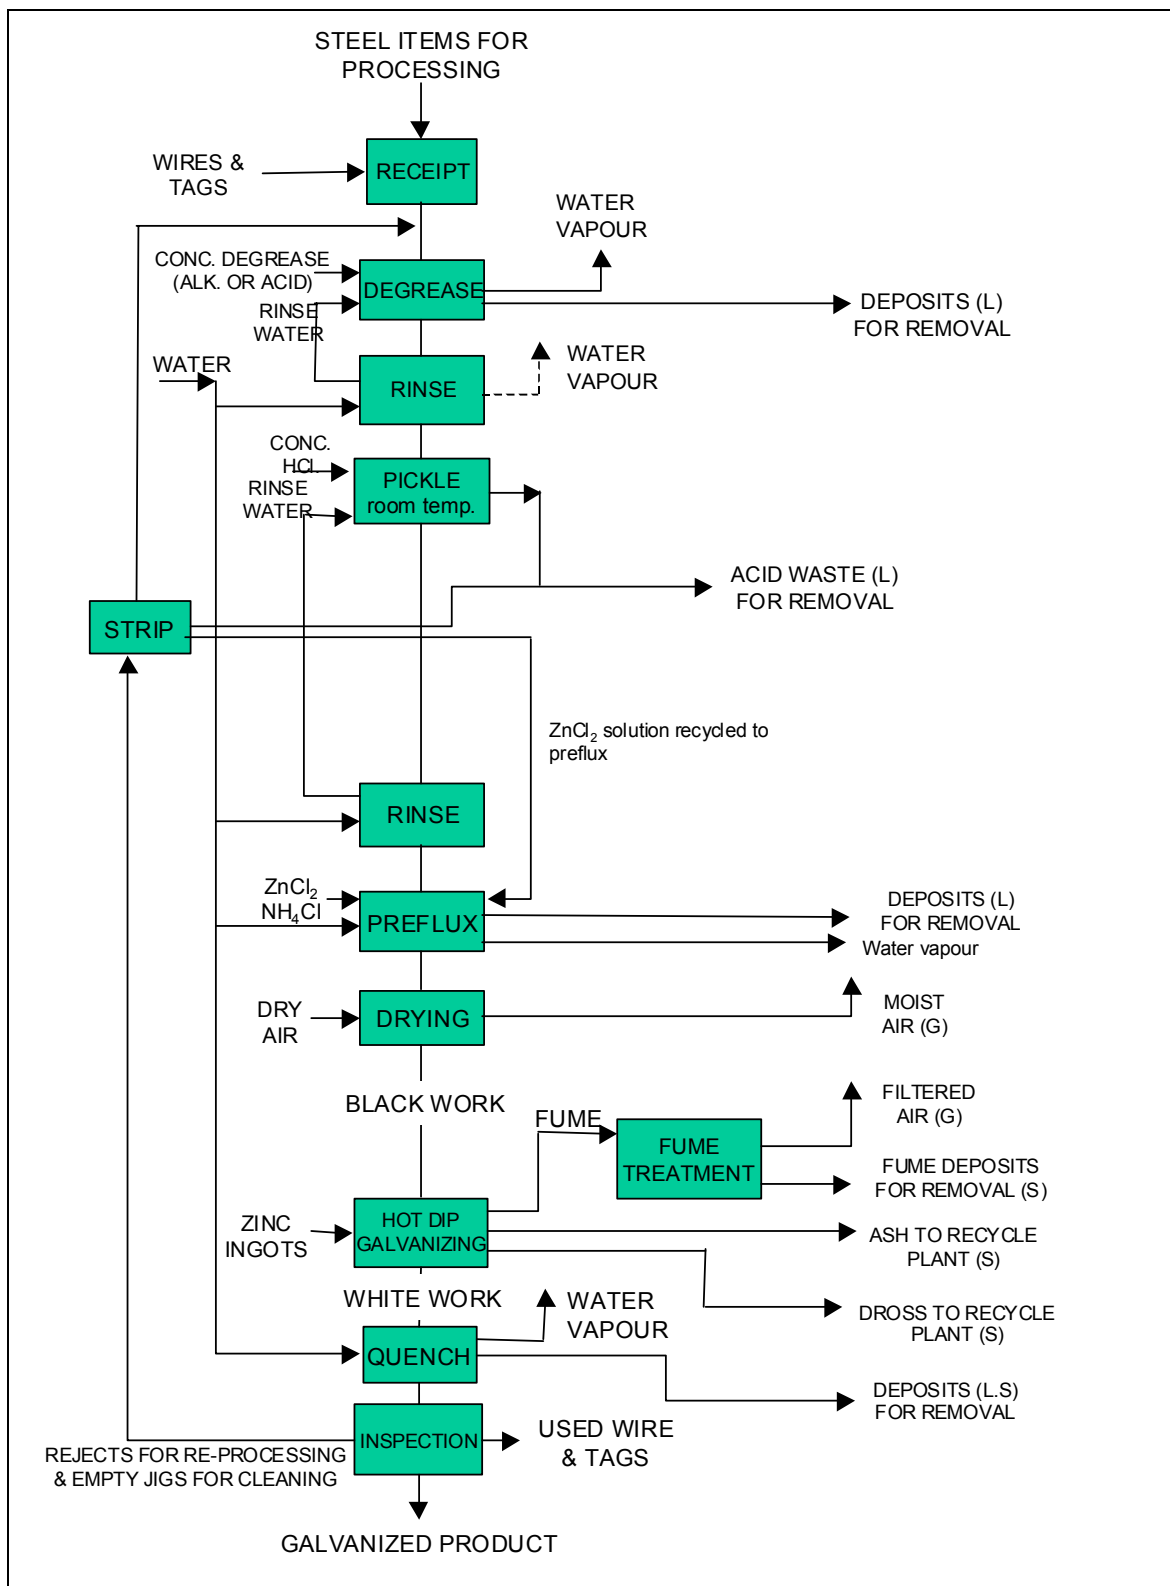 STEEL ITEMS FOR
PROCESSING
WIRES &
TAGS
RECEIPT
WATER
VAPOUR
CONC. DEGREASE
(ALK. OR ACID)
DEGREASE
RINSE
WATER
DEPOSITS (L)
FOR REMOVAL
WATER
RINSE
WATER
VAPOUR
CONC.
HCl.
RINSE
WATER
PICKLE
room temp.
ACID WASTE (L)
FOR REMOVAL
STRIP
ZnCl₂ solution recycled to
preflux
RINSE
ZnCl₂
NH₄Cl
PREFLUX
DEPOSITS (L)
FOR REMOVAL
Water vapour
DRY
AIR
DRYING
MOIST
AIR (G)
BLACK WORK
FUME
FUME
TREATMENT
FILTERED
AIR (G)
FUME DEPOSITS
FOR REMOVAL (S)
ZINC
INGOTS
HOT DIP
GALVANIZING
ASH TO RECYCLE
PLANT (S)
WHITE WORK
WATER
VAPOUR
DROSS TO RECYCLE
PLANT (S)
QUENCH
DEPOSITS (L.S)
FOR REMOVAL
INSPECTION
USED WIRE
& TAGS
REJECTS FOR RE-PROCESSING
& EMPTY JIGS FOR CLEANING
GALVANIZED PRODUCT